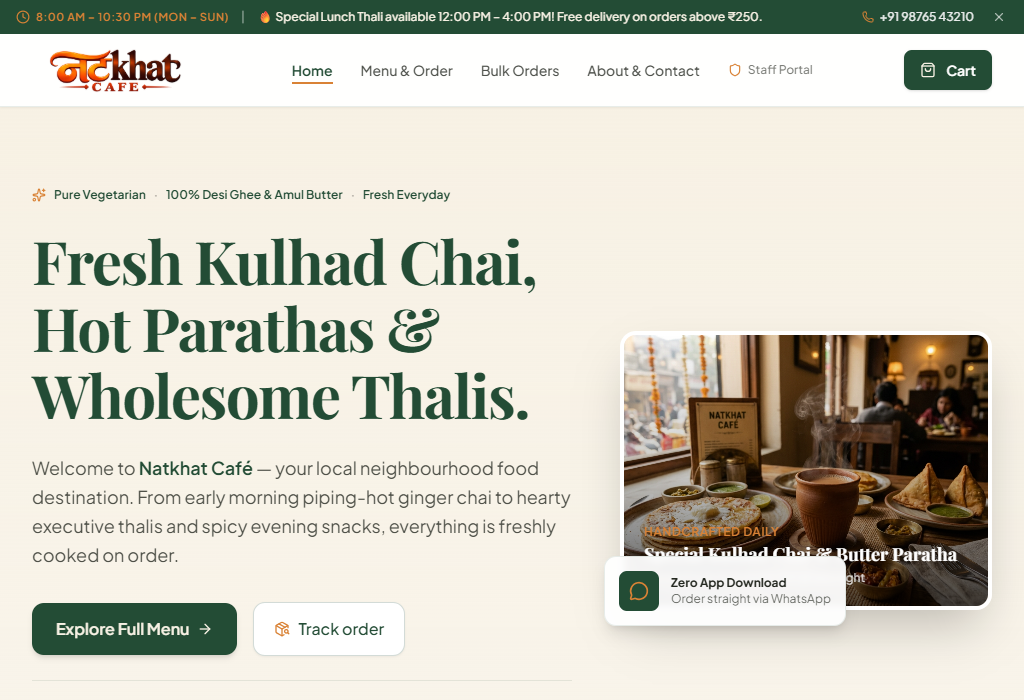 8:00 AM – 10:30 PM (MON – SUN)
🔥 Special Lunch Thali available 12:00 PM – 4:00 PM! Free delivery on orders above ₹250.
+91 98765 43210
नटkhat
CAFE
Home
Menu & Order
Bulk Orders
About & Contact
Staff Portal
Cart
Pure Vegetarian · 100% Desi Ghee & Amul Butter · Fresh Everyday
Fresh Kulhad Chai,
Hot Parathas &
Wholesome Thalis.
Welcome to Natkhat Café — your local neighbourhood food
destination. From early morning piping-hot ginger chai to hearty
executive thalis and spicy evening snacks, everything is freshly
cooked on order.
Explore Full Menu
Track order
NATKHAT
CAFÉ
HANDCRAFTED DAILY
Special Kulhad Chai & Butter Paratha
Zero App Download
Order straight via WhatsApp